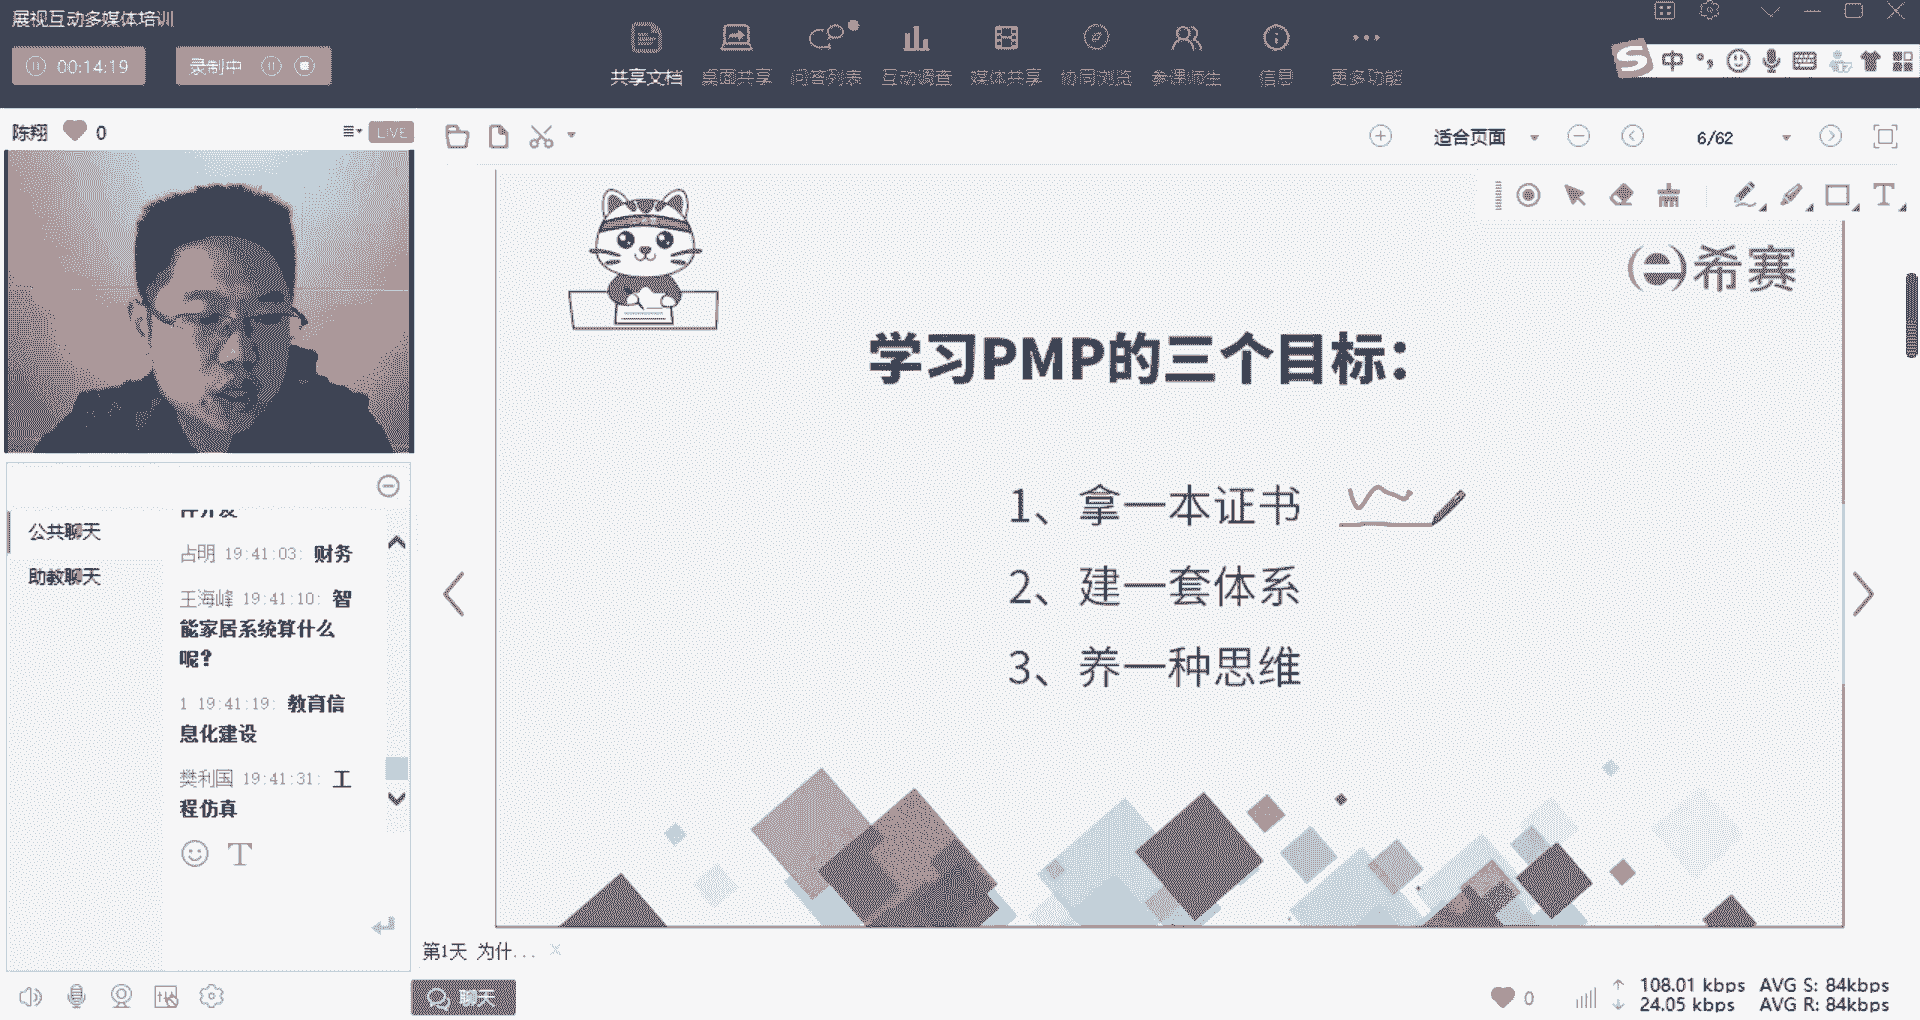 展视互动多媒体培训
00:14:19
录制中
共享文档
桌面共享
问答列表
互动调查
媒体共享
协同浏览
参课师生
信息
更多功能
中
陈翔 0
LIVE
适合页面
6/62
T
希赛
学习PMP的三个目标：
1、拿一本证书
2、建一套体系
3、养一种思维
公共聊天
助教聊天
件开发
占明 19:41:03: 财务
王海峰 19:41:10: 智
能家居系统算什么
呢？
1 19:41:19: 教育信
息化建设
樊利国 19:41:31: 工
程仿真
T
第1天 为什...
聊天
0
108.01 kbps AVG S: 84kbps
24.05 kbps AVG R: 84kbps